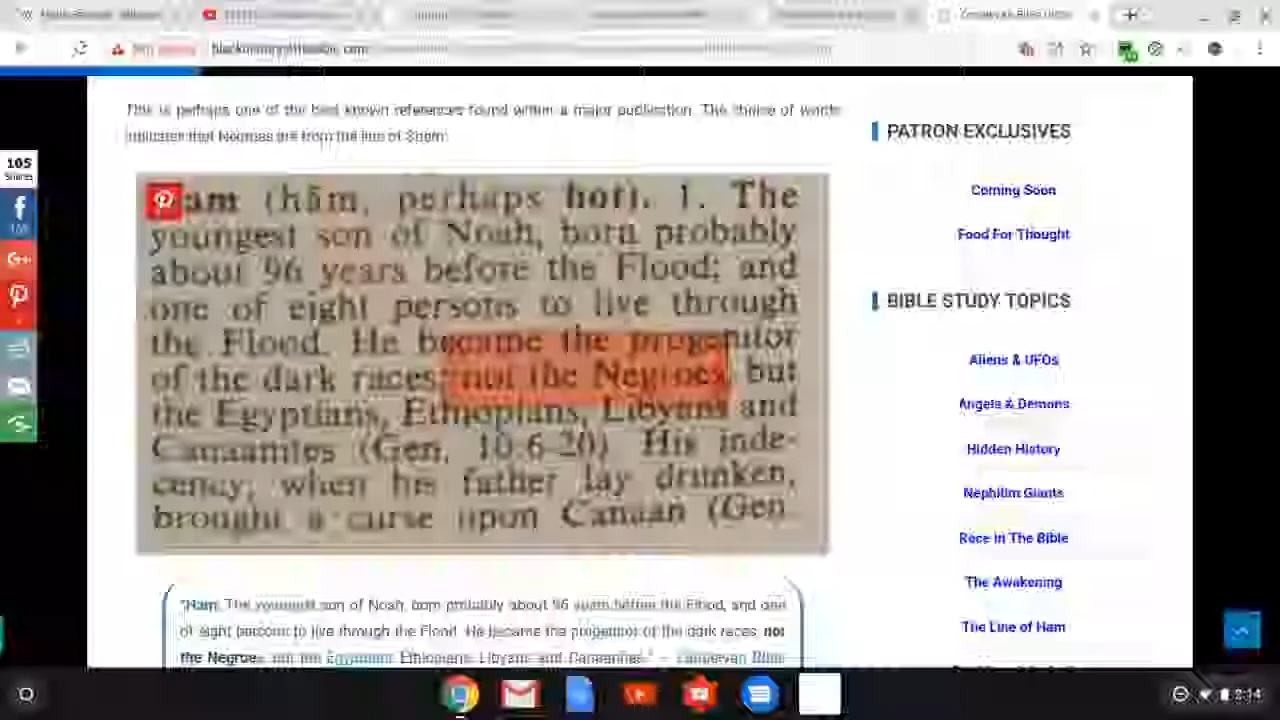 This is perhaps one of the best known references found within a major publication. The choice of words
indicates that Negroes are from the line of Shem.
105
Shares
G+
PATRON EXCLUSIVES
Coming Soon
Food For Thought
BIBLE STUDY TOPICS
Aliens & UFOs
Angels & Demons
Hidden History
Nephilim Giants
Race In The Bible
The Awakening
The Line of Ham
am (hăm, perhaps hot). 1. The
youngest son of Noah, born probably
about 96 years before the Flood; and
one of eight persons to live through
the Flood. He became the progenitor
of the dark races; not the Negroes, but
the Egyptians, Ethiopians, Libyans and
Canaanites (Gen. 10:6-20). His inde-
cency, when his father lay drunken,
brought a curse upon Canaan (Gen.
"Ham. The youngest son of Noah, born probably about 96 years before the Flood, and one
of eight persons to live through the Flood. He became the progenitor of the dark races; not
the Negroes, but the Egyptians, Ethiopians, Libyans and Canaanites." – Bible
8:14